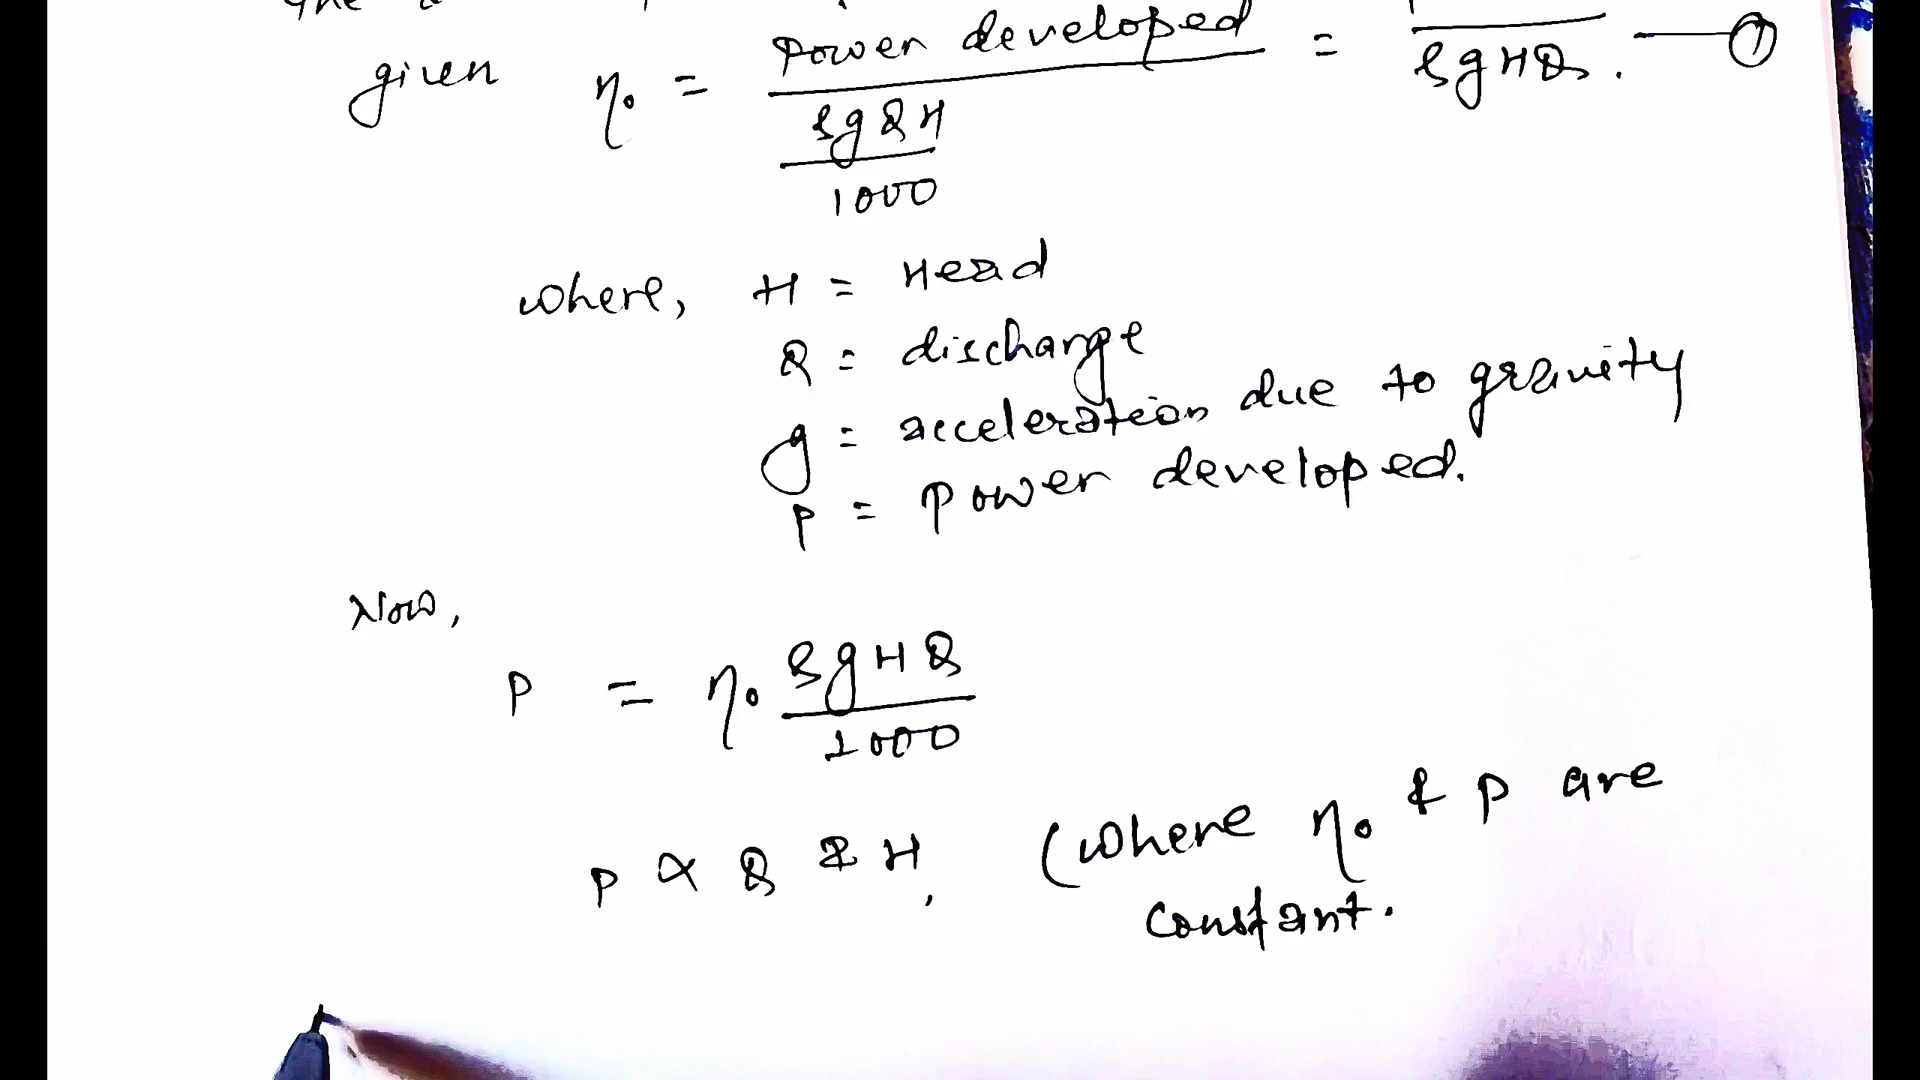 The
given η₀ = Power developed / (ρgQH / 1000) = / ρgHQ. — ①
where, H = Head
Q = discharge
g = acceleration due to gravity
P = Power developed.
Now,
P = η₀ ρgHQ / 1000
P ∝ Q & H, (where η₀ & ρ are
constant.